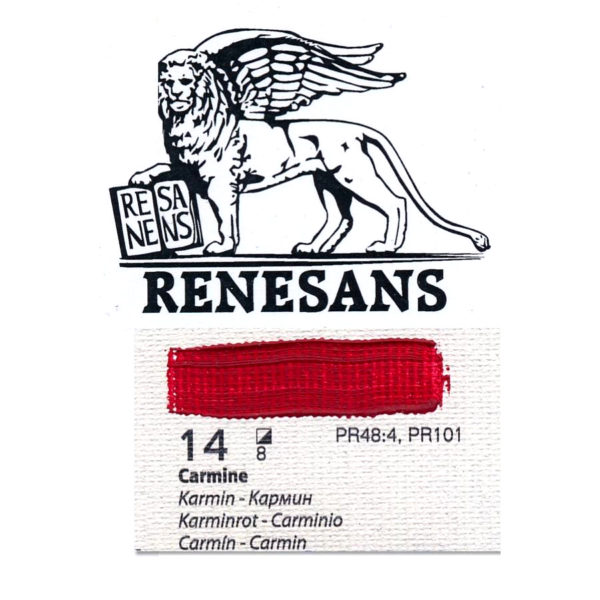 RE SA
NE NS
RENESANS
14 8 PR48:4, PR101
Carmine
Karmin - Кармин
Karminrot - Carminio
Carmín - Carmin